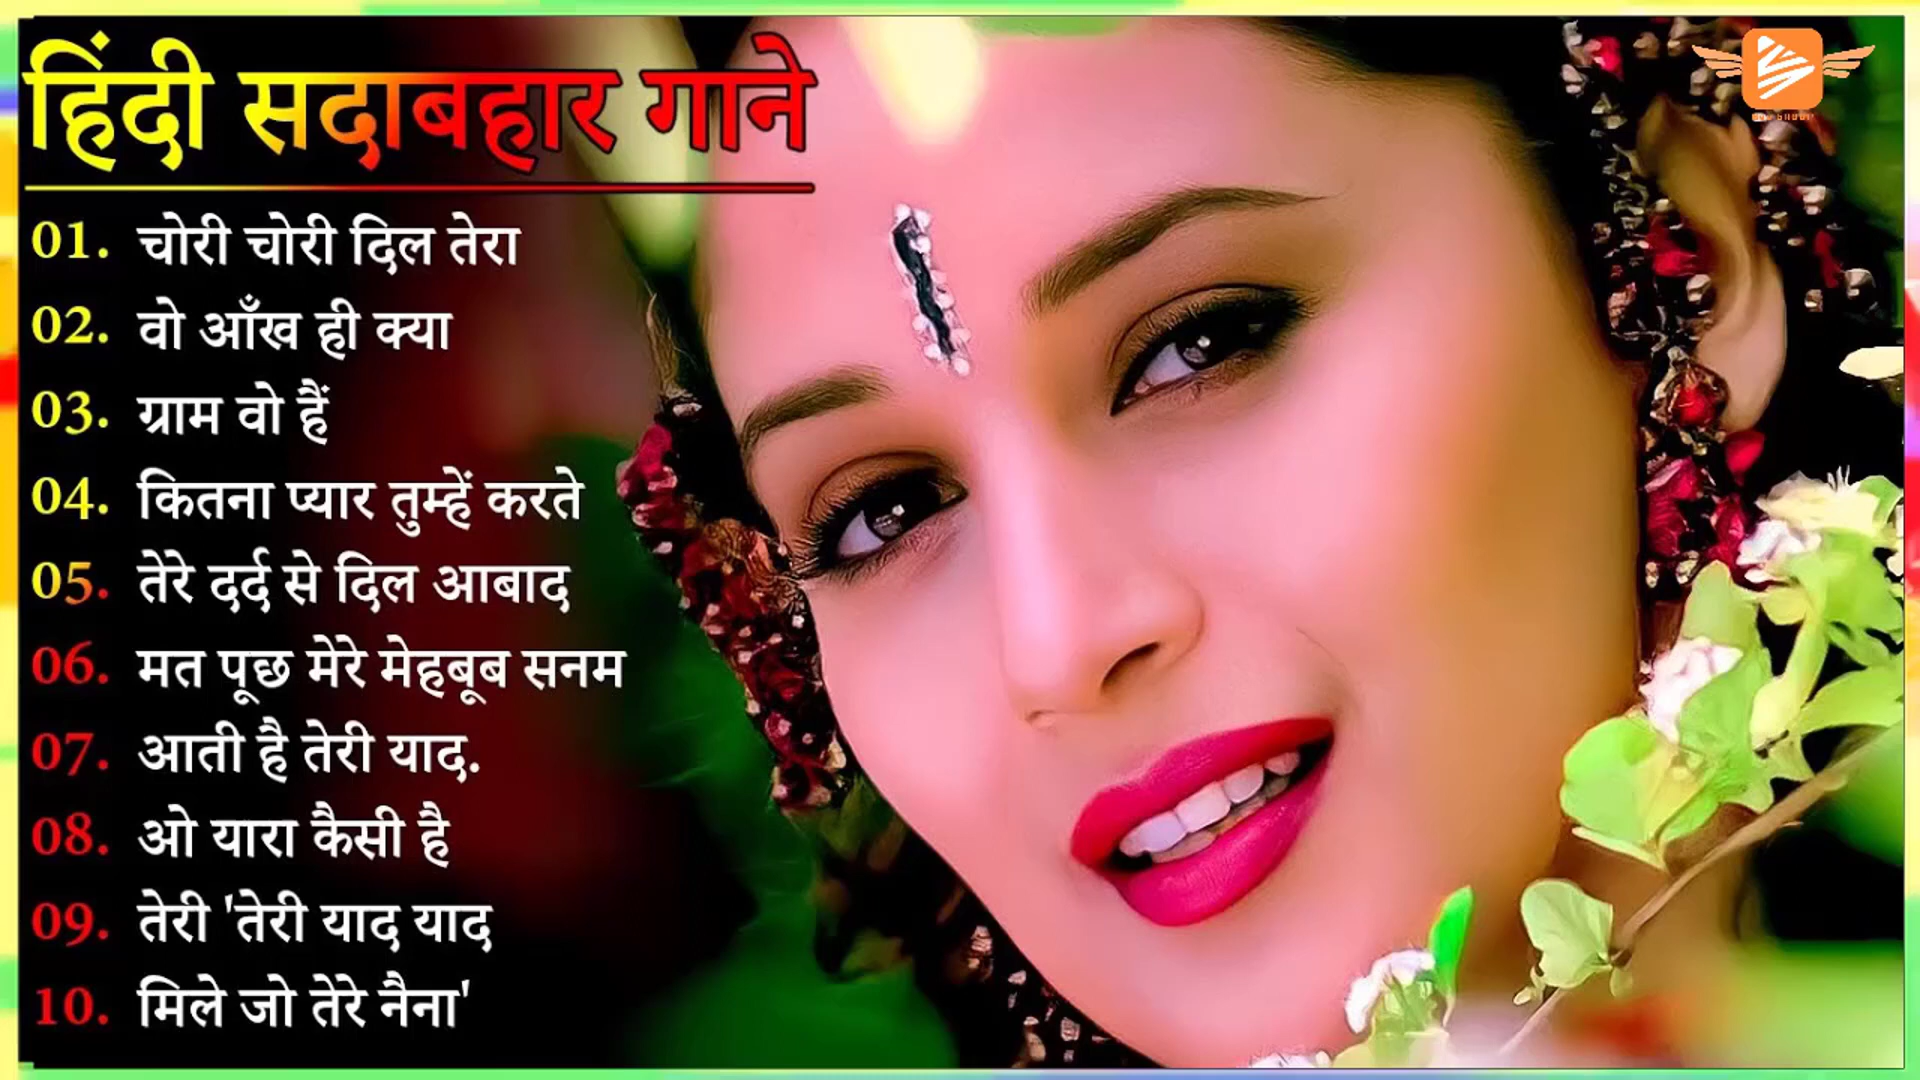 हिंदी सदाबहार गाने
01. चोरी चोरी दिल तेरा
02. वो आँख ही क्या
03. ग्राम वो हैं
04. कितना प्यार तुम्हें करते
05. तेरे दर्द से दिल आबाद
06. मत पूछ मेरे मेहबूब सनम
07. आती है तेरी याद.
08. ओ यारा कैसी है
09. तेरी 'तेरी याद याद
10. मिले जो तेरे नैना'